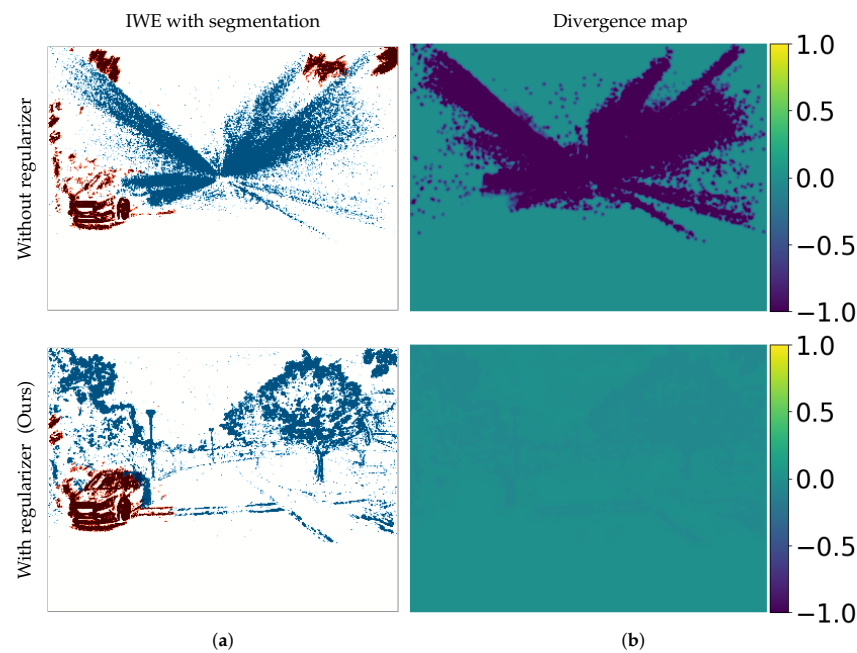 IWE with segmentation
Divergence map
Without regularizer
1.0
0.5
0.0
−0.5
−1.0
With regularizer (Ours)
1.0
0.5
0.0
−0.5
−1.0
(a)
(b)